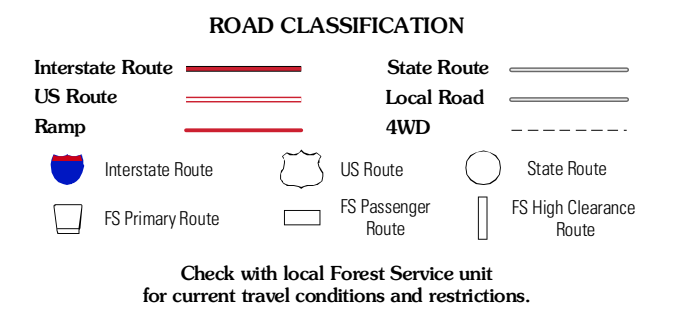 ROAD CLASSIFICATION
Interstate Route
State Route
US Route
Local Road
Ramp
4WD
Interstate Route
US Route
State Route
FS Primary Route
FS Passenger
Route
FS High Clearance
Route
Check with local Forest Service unit
for current travel conditions and restrictions.